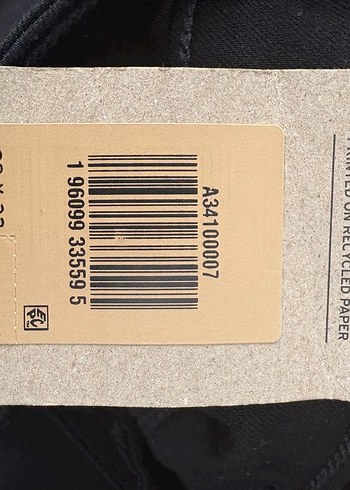 A34100007
1 96099 33559 5
PRINTED ON RECYCLED PAPER